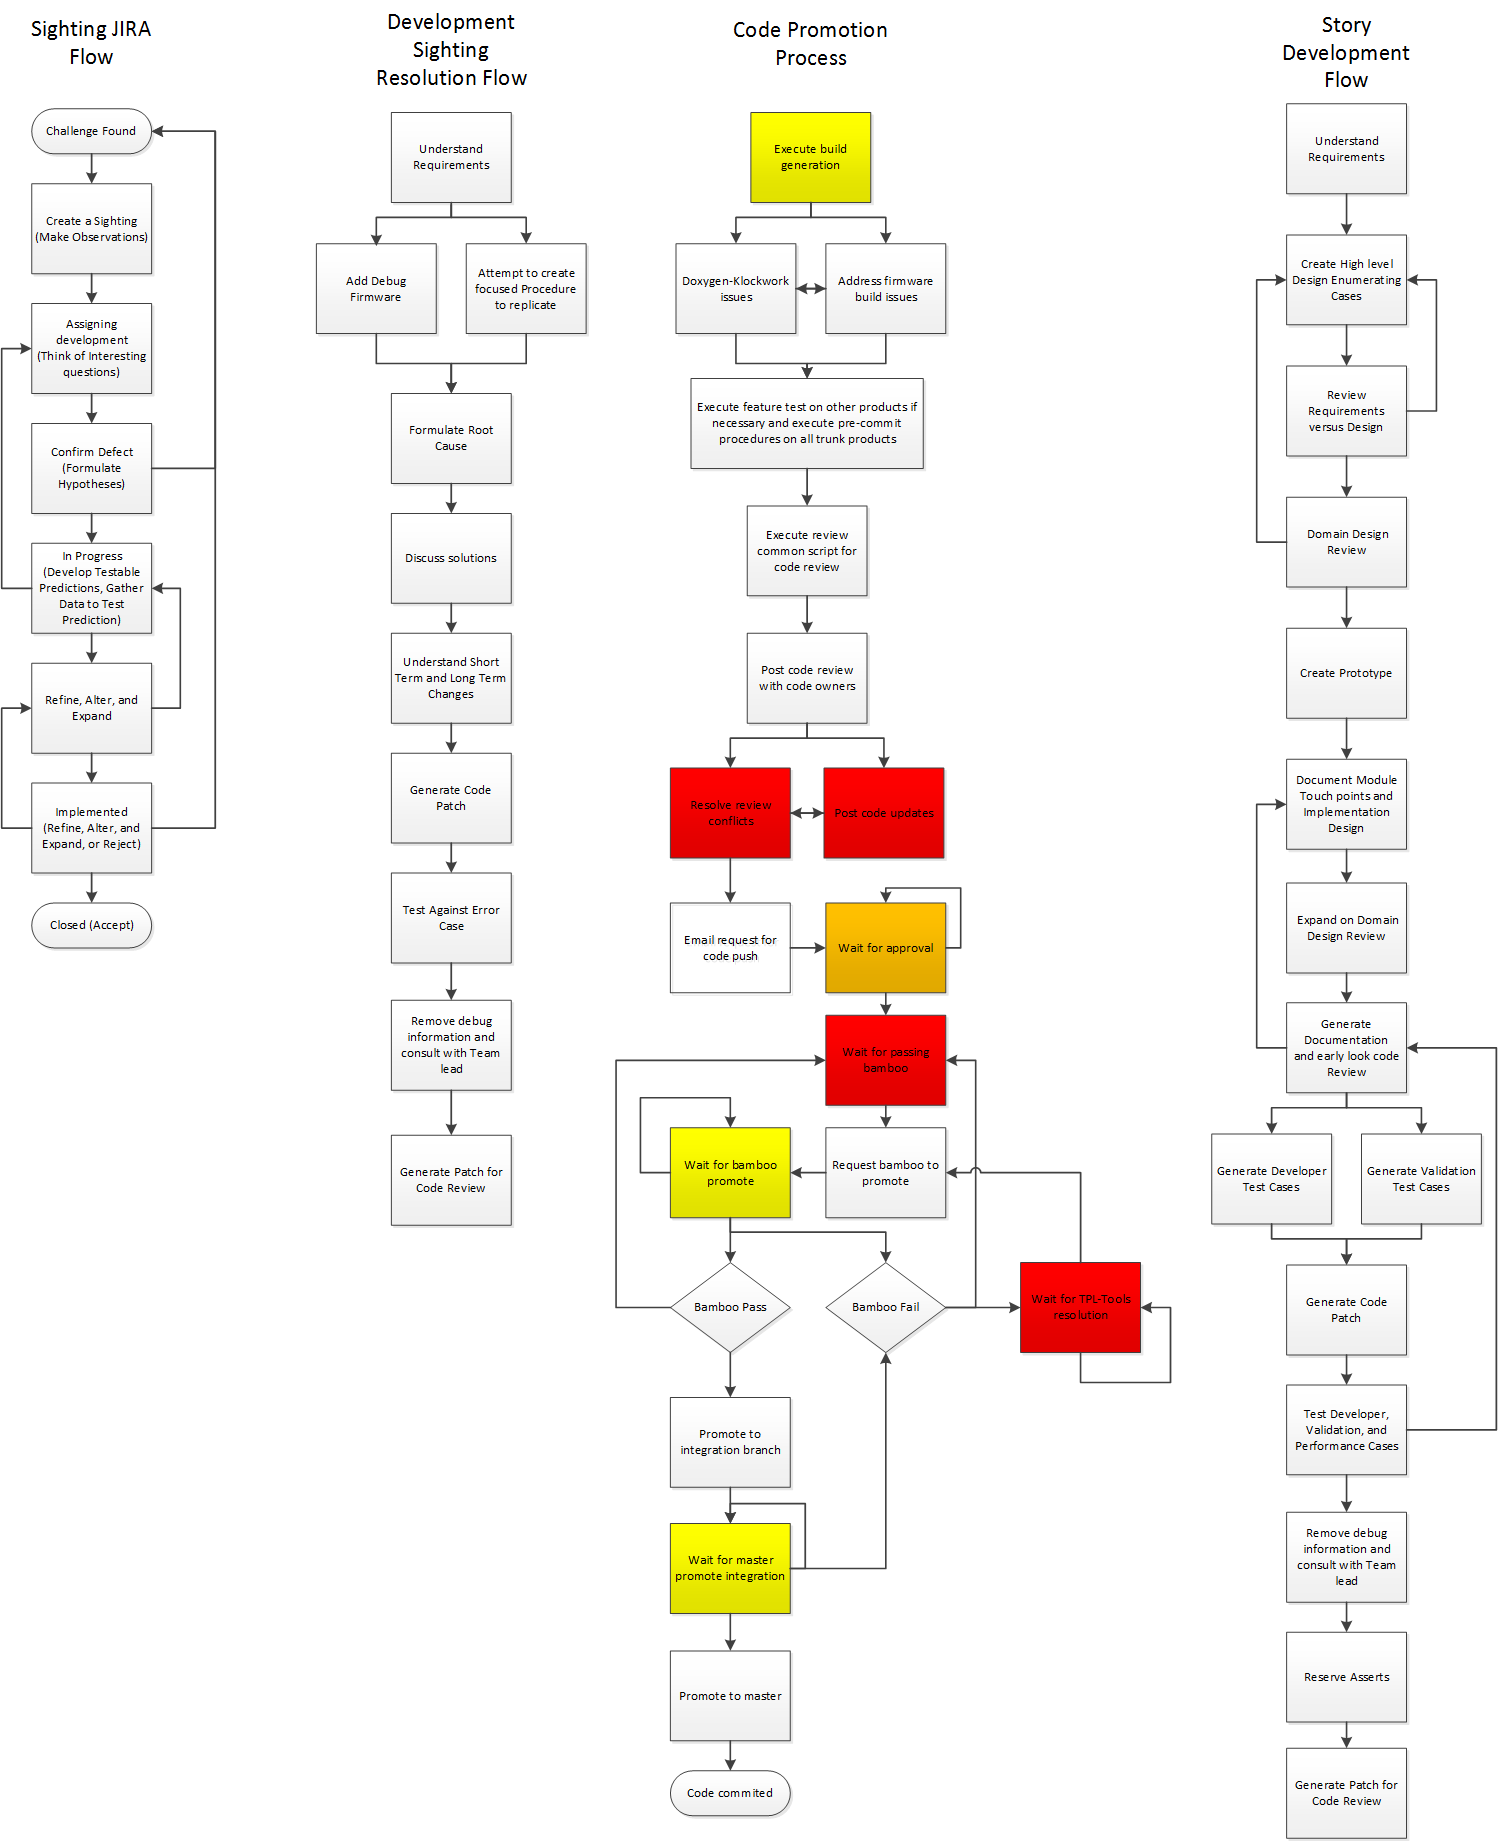 Sighting JIRA
Flow
Challenge Found
Create a Sighting
(Make Observations)
Assigning
development
(Think of Interesting
questions)
Confirm Defect
(Formulate
Hypotheses)
In Progress
(Develop Testable
Predictions, Gather
Data to Test
Prediction)
Refine, Alter, and
Expand
Implemented
(Refine, Alter, and
Expand, or Reject)
Closed (Accept)
Development
Sighting
Resolution Flow
Understand
Requirements
Add Debug
Firmware
Attempt to create
focused Procedure
to replicate
Formulate Root
Cause
Discuss solutions
Understand Short
Term and Long Term
Changes
Generate Code
Patch
Test Against Error
Case
Remove debug
information and
consult with Team
lead
Generate Patch for
Code Review
Code Promotion
Process
Execute build
generation
Doxygen-Klockwork
issues
Address firmware
build issues
Execute feature test on other products if
necessary and execute pre-commit
procedures on all trunk products
Execute review
common script for
code review
Post code review
with code owners
Resolve review
conflicts
Post code updates
Email request for
code push
Wait for approval
Wait for passing
bamboo
Wait for bamboo
promote
Request bamboo to
promote
Bamboo Pass
Bamboo Fail
Wait for TPL-Tools
resolution
Promote to
integration branch
Wait for master
promote integration
Promote to master
Code commited
Story
Development
Flow
Understand
Requirements
Create High level
Design Enumerating
Cases
Review
Requirements
versus Design
Domain Design
Review
Create Prototype
Document Module
Touch points and
Implementation
Design
Expand on Domain
Design Review
Generate
Documentation
and early look code
Review
Generate Developer
Test Cases
Generate Validation
Test Cases
Generate Code
Patch
Test Developer,
Validation, and
Performance Cases
Remove debug
information and
consult with Team
lead
Reserve Asserts
Generate Patch for
Code Review